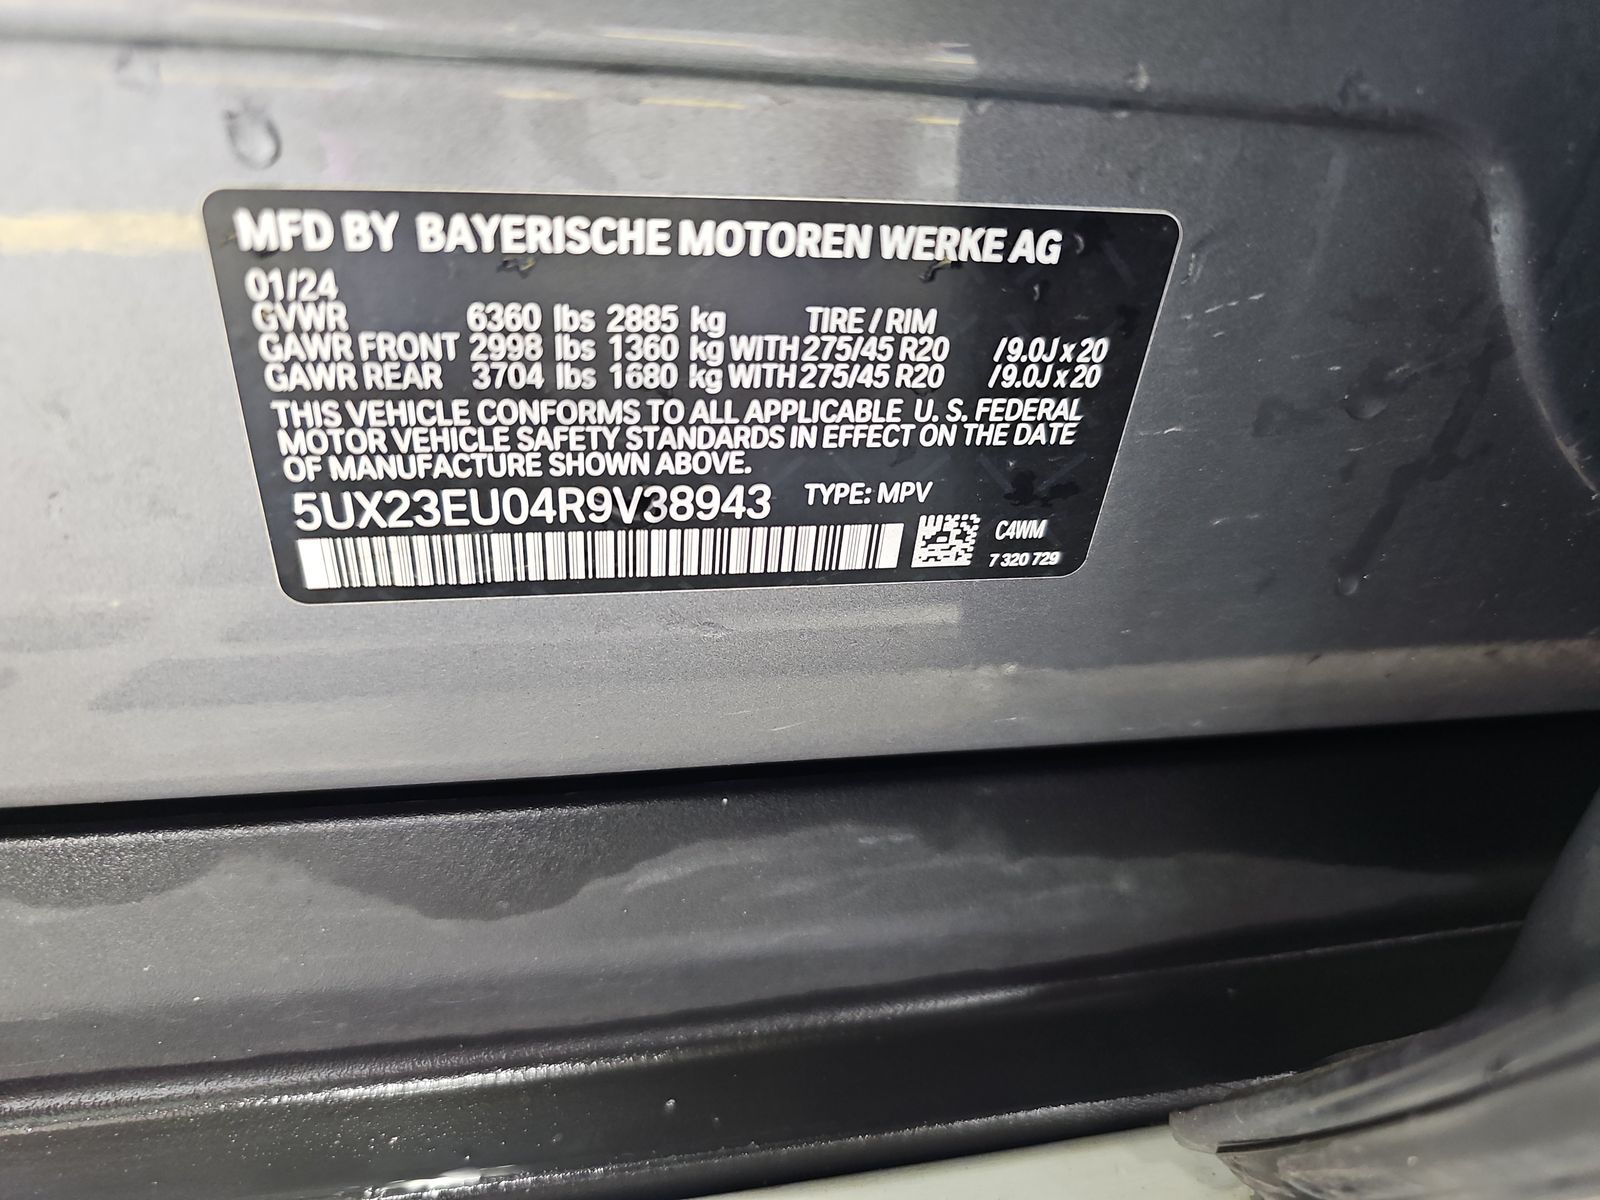 MFD BY BAYERISCHE MOTOREN WERKE AG
01/24
GVWR 6360 lbs 2885 kg TIRE / RIM
GAWR FRONT 2998 lbs 1360 kg WITH 275/45 R20 / 9.0J x 20
GAWR REAR 3704 lbs 1680 kg WITH 275/45 R20 / 9.0J x 20
THIS VEHICLE CONFORMS TO ALL APPLICABLE U. S. FEDERAL
MOTOR VEHICLE SAFETY STANDARDS IN EFFECT ON THE DATE
OF MANUFACTURE SHOWN ABOVE.
5UX23EU04R9V38943 TYPE: MPV
C4WM
7 320 729